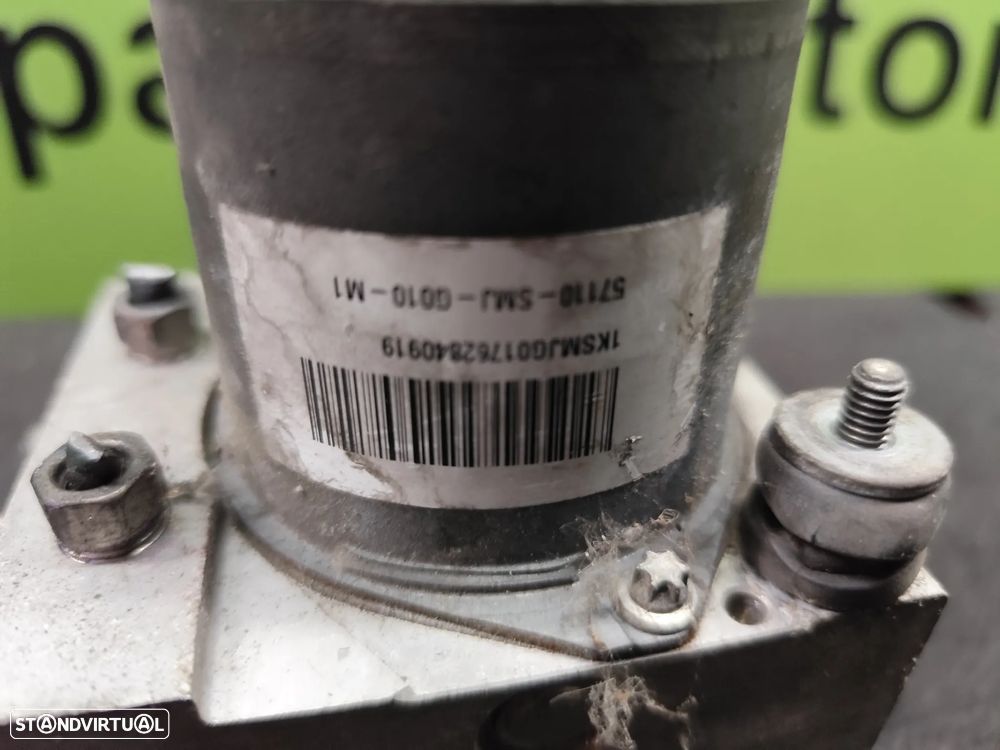 pa
tor
57110-SMJ-G010-M1
1KSMJG01762840919
STANDVIRTUAL